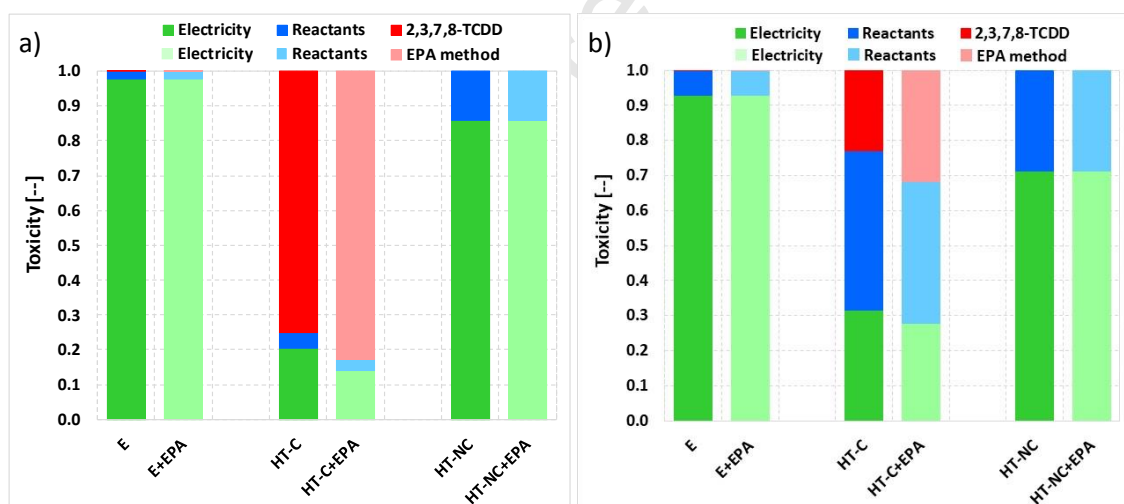 a)
Electricity Reactants 2,3,7,8-TCDD
Electricity Reactants EPA method
Toxicity [--]
1.0
0.9
0.8
0.7
0.6
0.5
0.4
0.3
0.2
0.1
0.0
E
E+EPA
HT-C
HT-C+EPA
HT-NC
HT-NC+EPA
b)
Electricity Reactants 2,3,7,8-TCDD
Electricity Reactants EPA method
Toxicity [--]
1.0
0.9
0.8
0.7
0.6
0.5
0.4
0.3
0.2
0.1
0.0
E
E+EPA
HT-C
HT-C+EPA
HT-NC
HT-NC+EPA